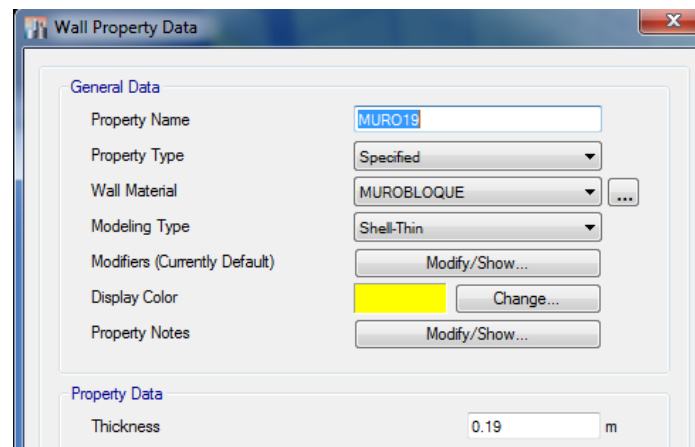 Wall Property Data
General Data
Property Name MURO19
Property Type Specified
Wall Material MUROBLOQUE ...
Modeling Type Shell-Thin
Modifiers (Currently Default) Modify/Show...
Display Color Change...
Property Notes Modify/Show...
Property Data
Thickness 0.19 m